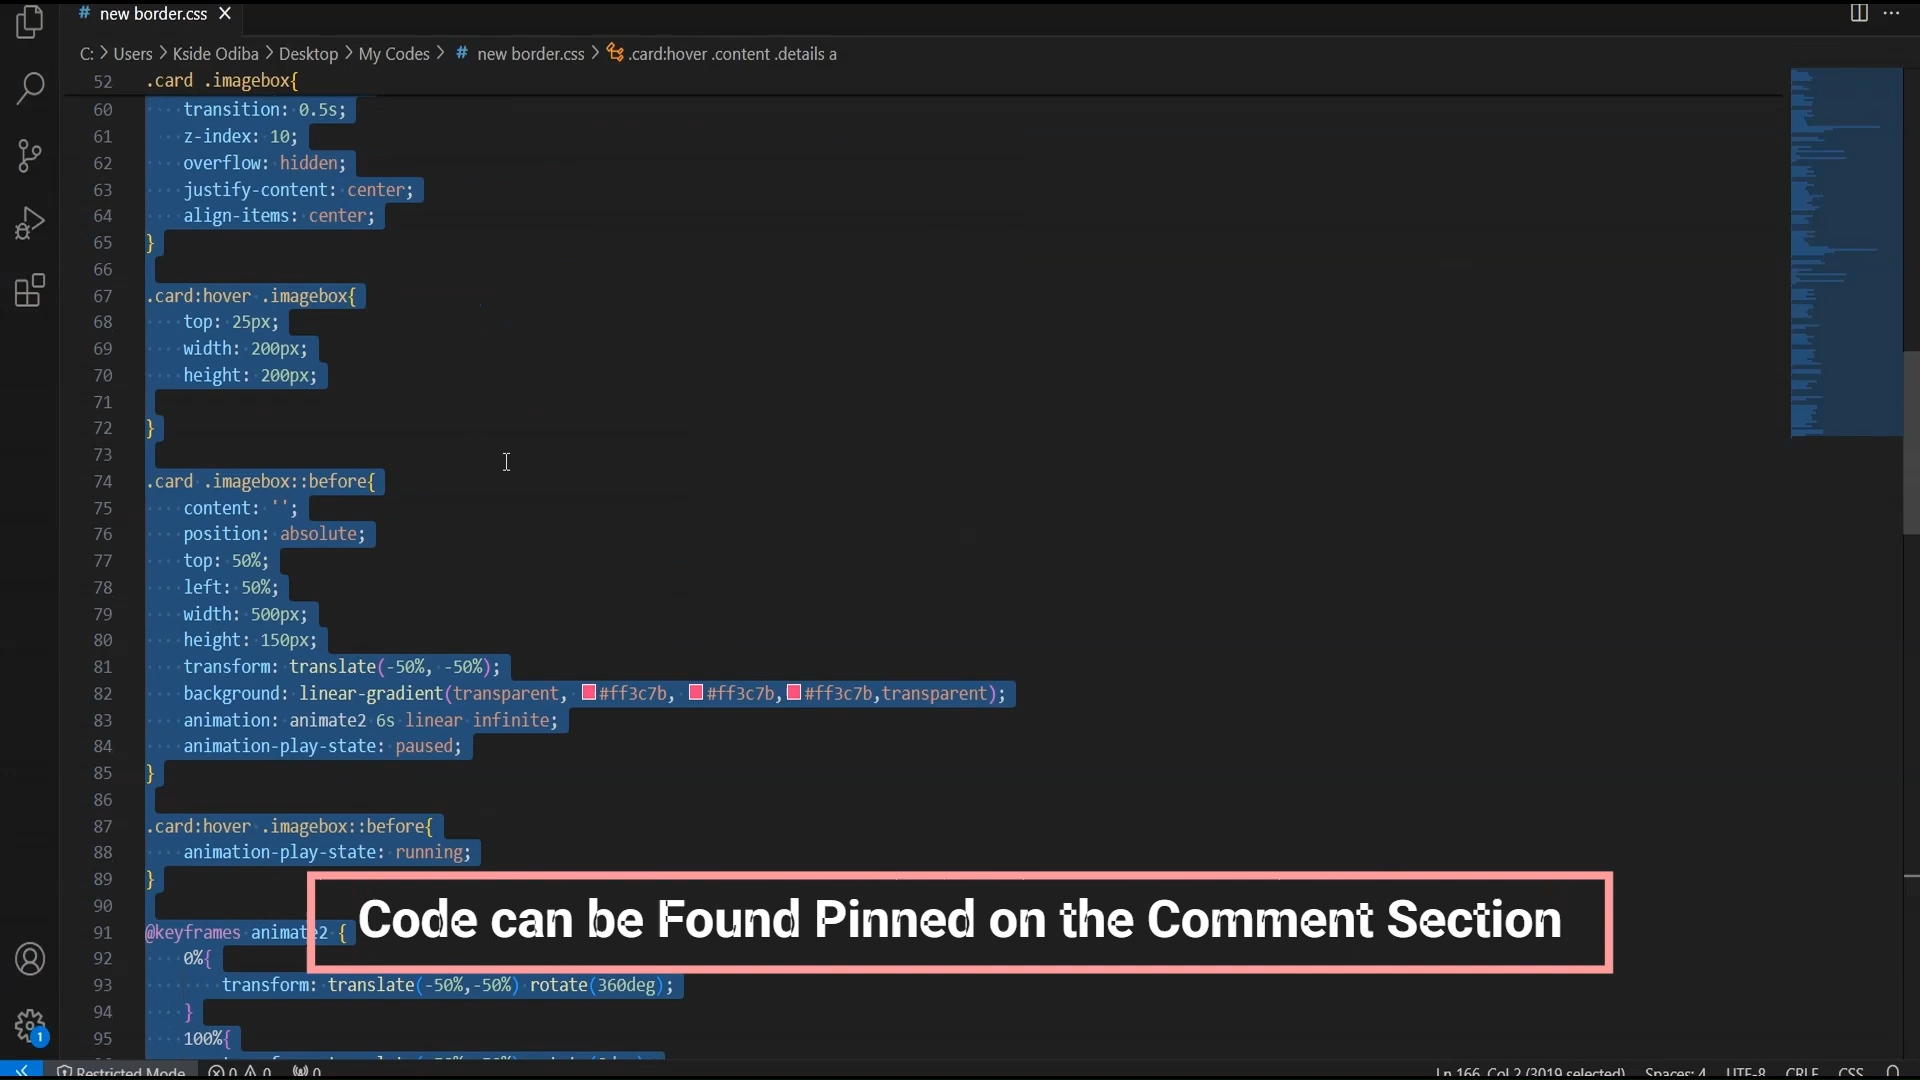 # new border.css ×
C: > Users > Kside Odiba > Desktop > My Codes > # new border.css > .card:hover .content .details a
52 .card .imagebox{
60 transition: 0.5s;
61 z-index: 10;
62 overflow: hidden;
63 justify-content: center;
64 align-items: center;
65 }
66
67 .card:hover .imagebox{
68 top: 25px;
69 width: 200px;
70 height: 200px;
71
72 }
73
74 .card .imagebox::before{
75 content: '';
76 position: absolute;
77 top: 50%;
78 left: 50%;
79 width: 500px;
80 height: 150px;
81 transform: translate(-50%, -50%);
82 background: linear-gradient(transparent, #ff3c7b, #ff3c7b,#ff3c7b,transparent);
83 animation: animate2 6s linear infinite;
84 animation-play-state: paused;
85 }
86
87 .card:hover .imagebox::before{
88 animation-play-state: running;
89 }
90
Code can be Found Pinned on the Comment Section
91 @keyframes animate2 {
92 0%{
93 transform: translate(-50%,-50%) rotate(360deg);
94 }
95 100%{
1
Restricted Mode 0 0 0 Ln 166, Col 2 (3019 selected) Spaces: 4 UTF-8 CRLF CSS